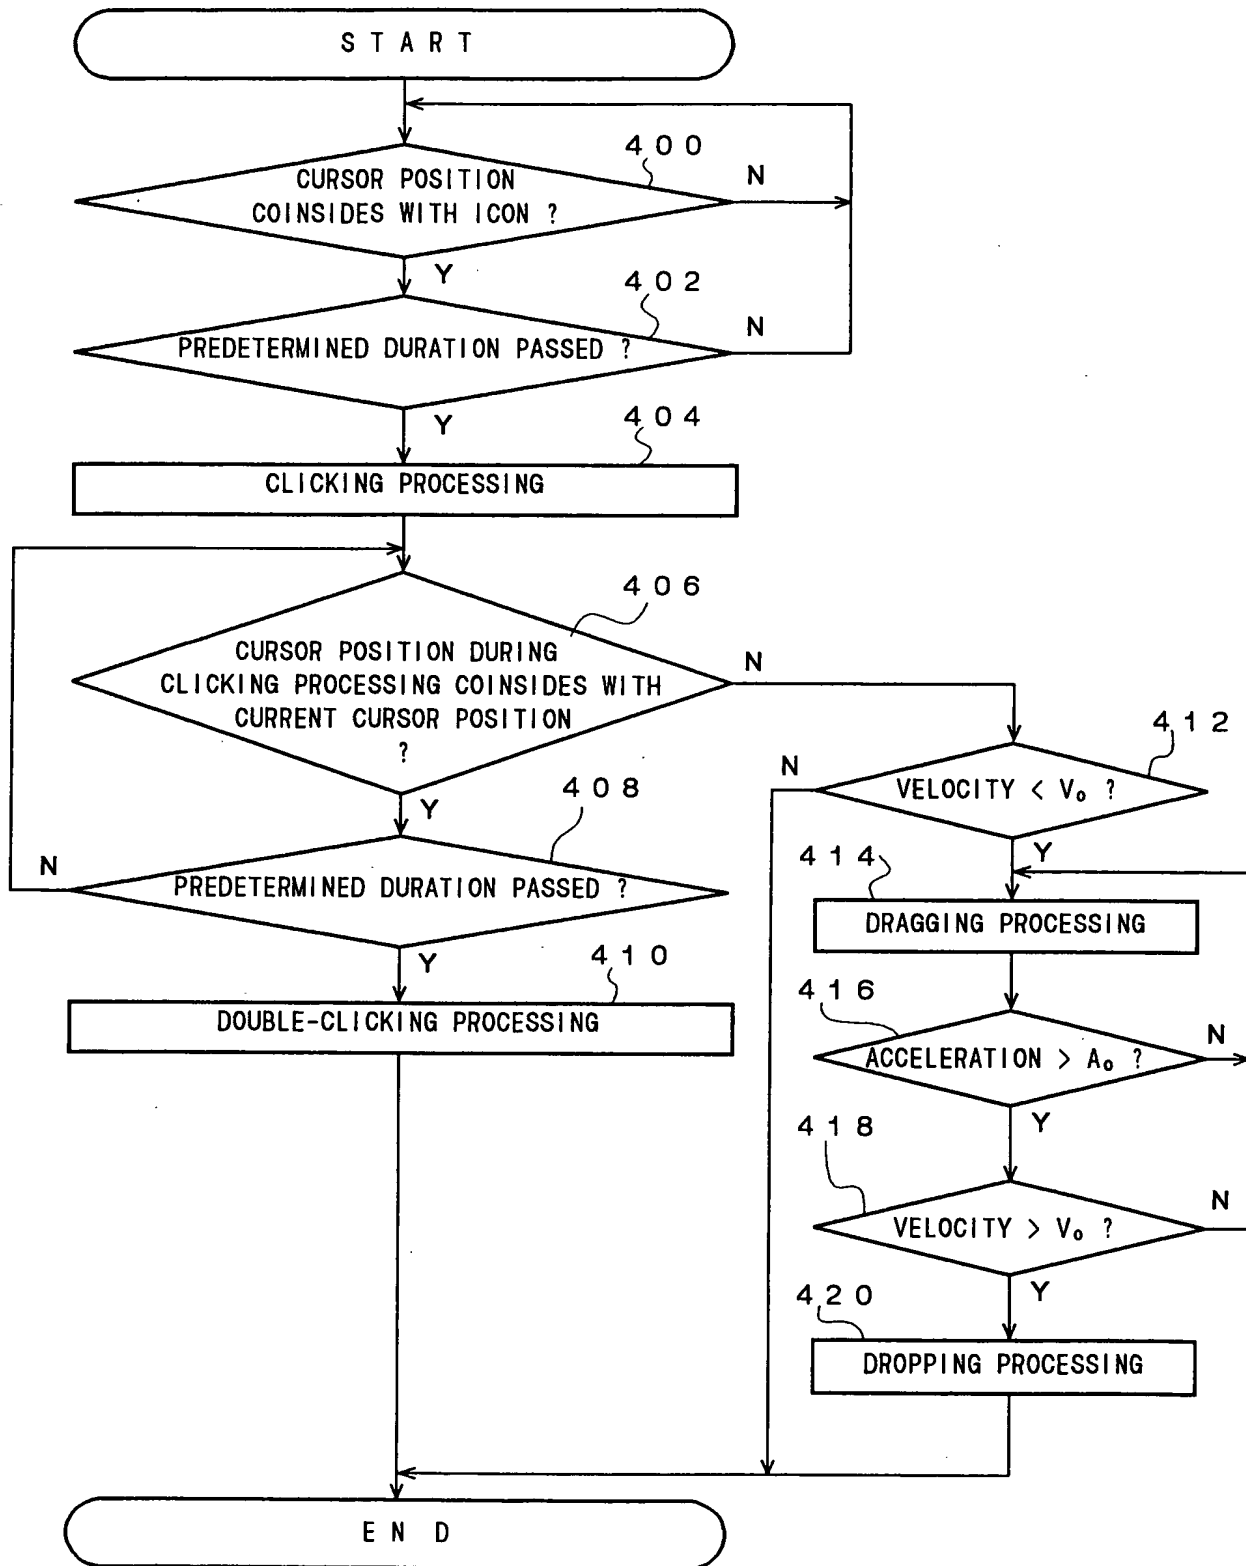 START
400
CURSOR POSITION
COINSIDES WITH ICON ?
N
Y
402
PREDETERMINED DURATION PASSED ?
N
Y
404
CLICKING PROCESSING
406
CURSOR POSITION DURING
CLICKING PROCESSING COINSIDES WITH
CURRENT CURSOR POSITION
?
N
Y
408
PREDETERMINED DURATION PASSED ?
N
Y
410
DOUBLE-CLICKING PROCESSING
412
VELOCITY < V₀ ?
N
Y
414
DRAGGING PROCESSING
416
ACCELERATION > A₀ ?
N
Y
418
VELOCITY > V₀ ?
N
Y
420
DROPPING PROCESSING
END